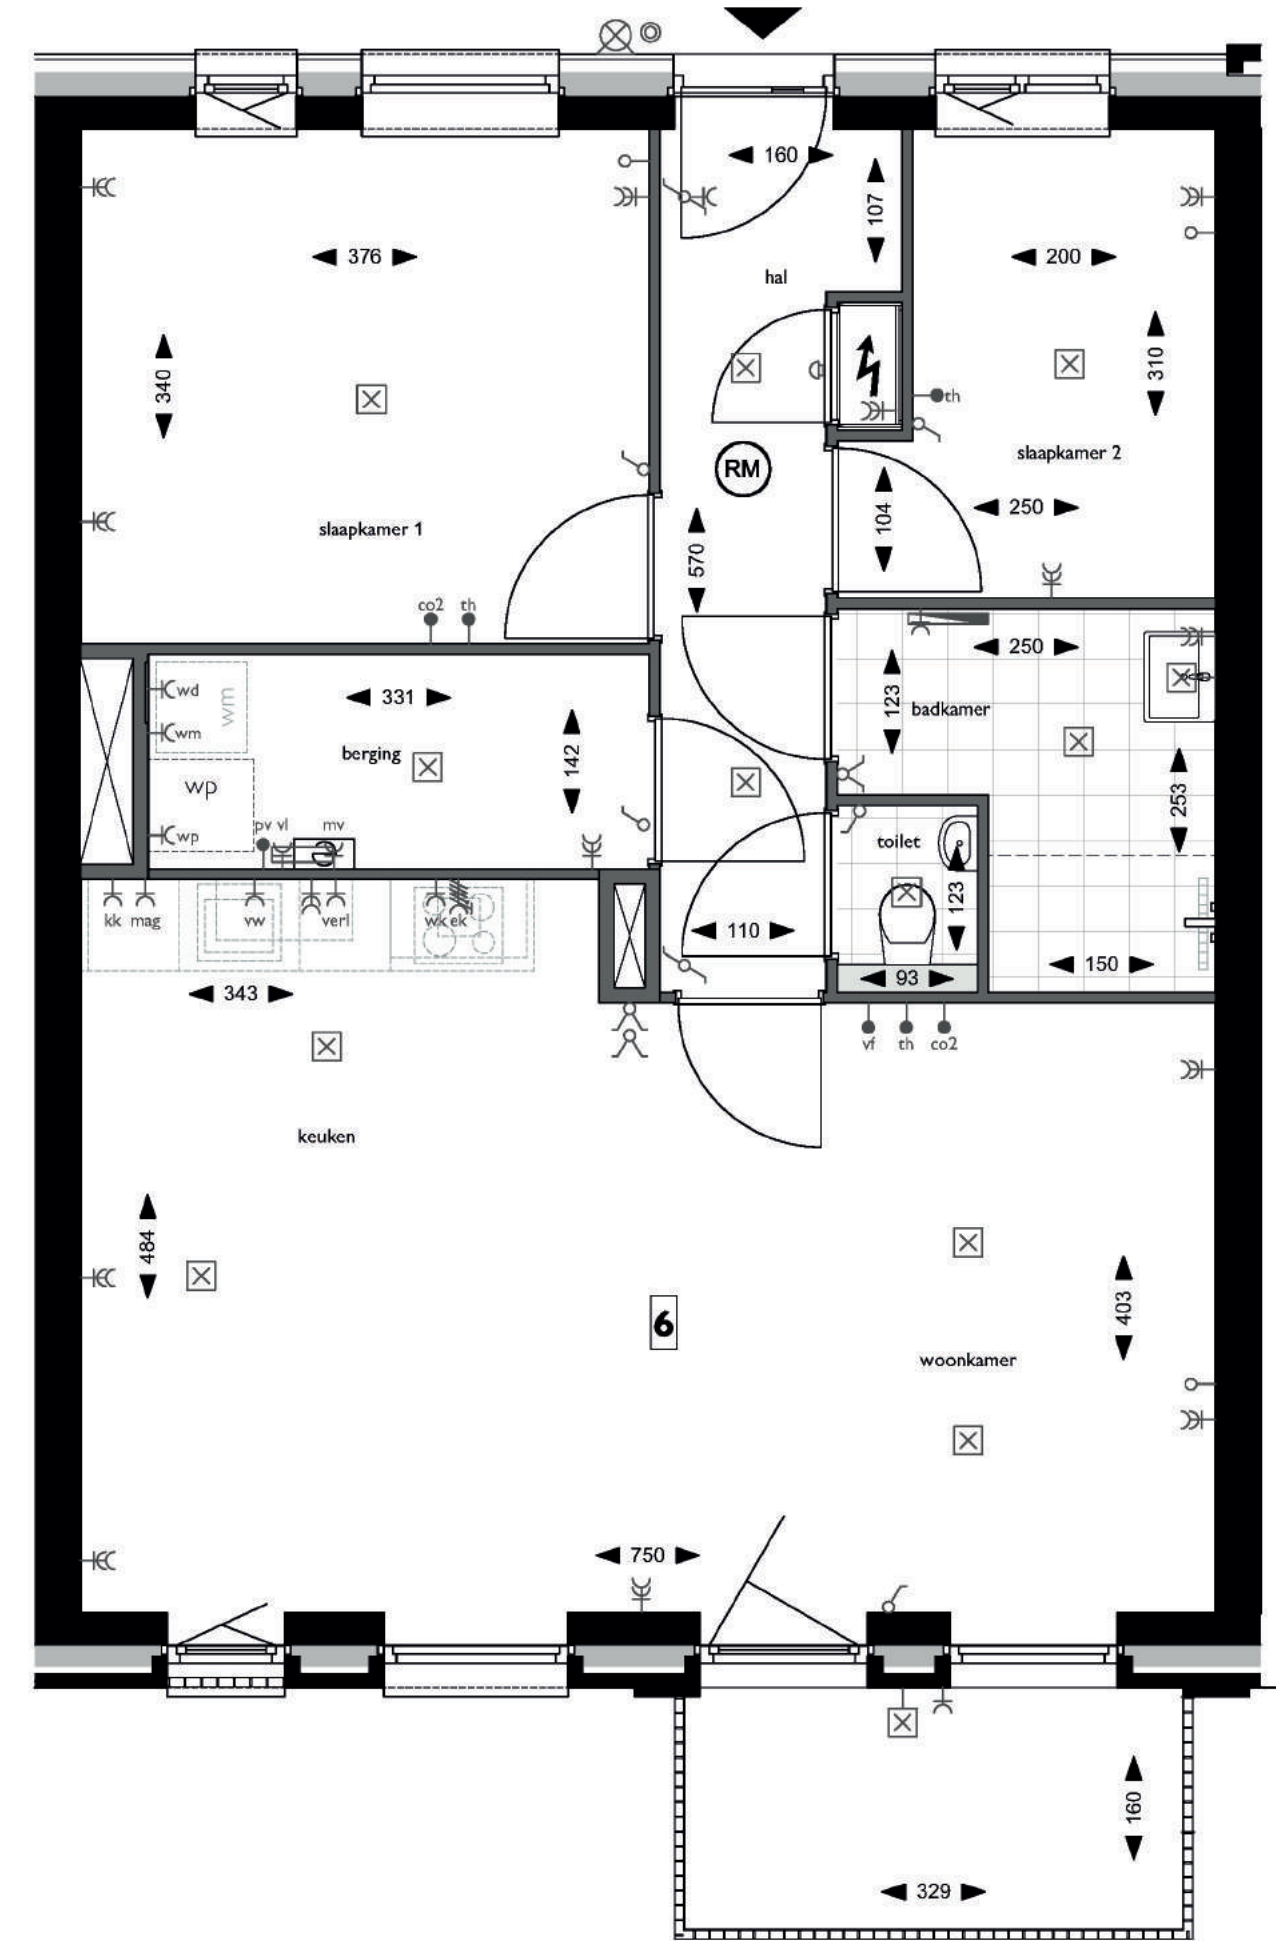 160
107
376
200
hal
340
310
th
slaapkamer 2
RM
250
104
slaapkamer 1
570
co2 th
250
wd
wm
331
123
badkamer
wm
berging
142
wp
253
pv vl mv
wp
toilet
123
kk mag vw verl wk ek
110
343
150
93
vf th co2
keuken
484
403
6
woonkamer
750
160
329